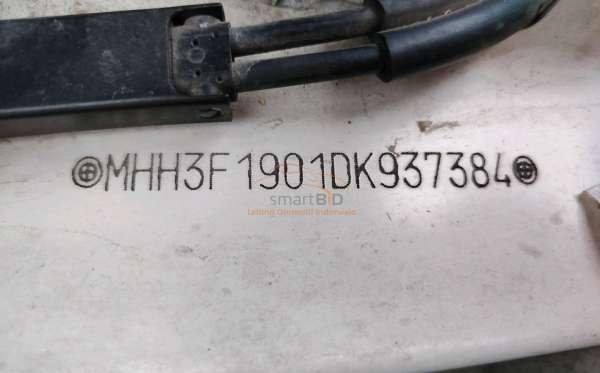 MHH3F1901DK937384
smartBID
Lelang Otomotif Indonesia